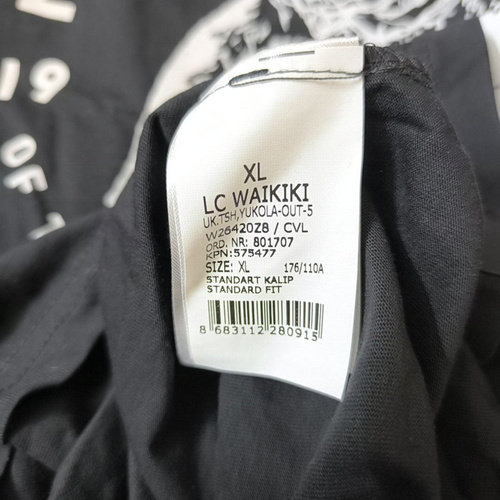 19
OF
XL
LC WAIKIKI
UK.TSH,YUKOLA-OUT-5
W26420Z8 / CVL
ORD. NR: 801707
KPN:575477
SIZE: XL 176/110A
STANDART KALIP
STANDARD FIT
8 683112 280915